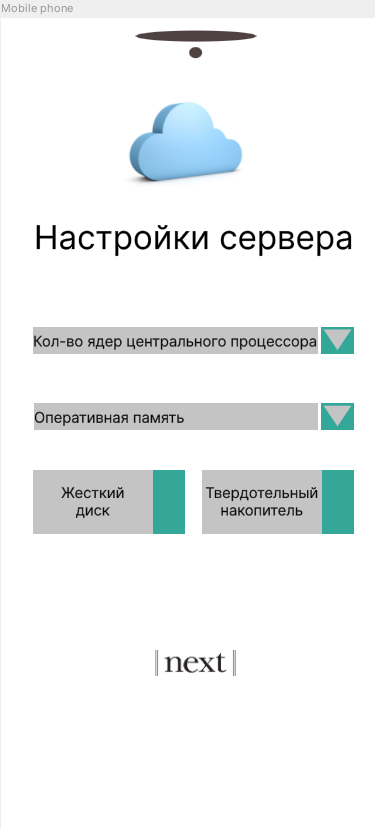 Mobile phone
Настройки сервера
Кол-во ядер центрального процессора
Оперативная память
Жесткий
диск
Твердотельный
накопитель
next